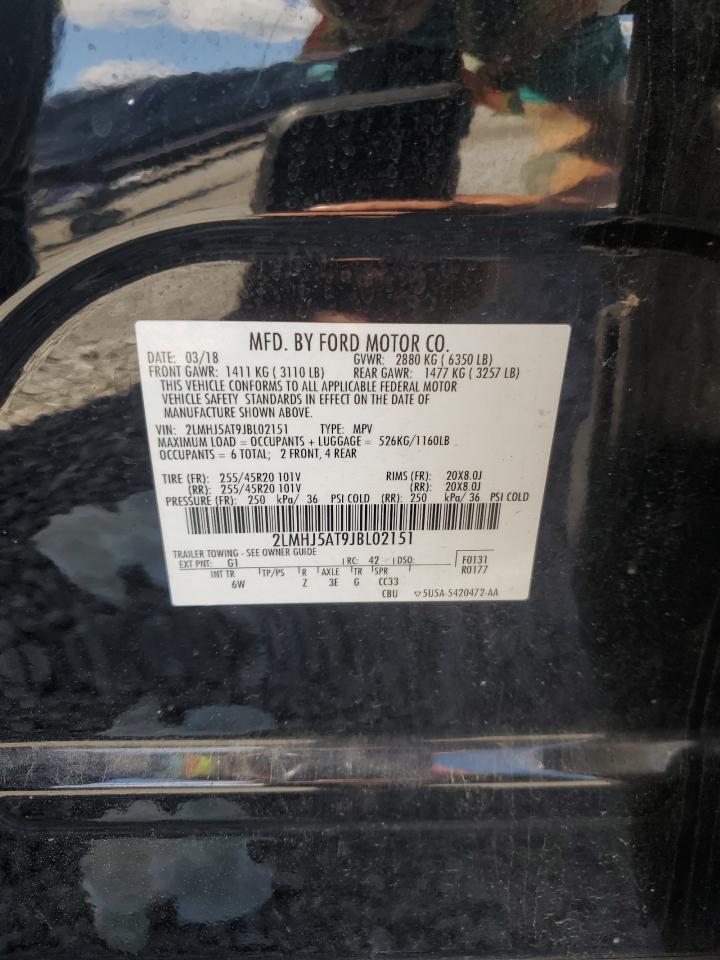 MFD. BY FORD MOTOR CO.
DATE: 03/18 GVWR: 2880 KG ( 6350 LB)
FRONT GAWR: 1411 KG ( 3110 LB) REAR GAWR: 1477 KG ( 3257 LB)
THIS VEHICLE CONFORMS TO ALL APPLICABLE FEDERAL MOTOR
VEHICLE SAFETY STANDARDS IN EFFECT ON THE DATE OF
MANUFACTURE SHOWN ABOVE.
VIN: 2LMHJ5AT9JBL02151 TYPE: MPV
MAXIMUM LOAD = OCCUPANTS + LUGGAGE = 526KG/1160LB
OCCUPANTS = 6 TOTAL; 2 FRONT, 4 REAR
TIRE (FR): 255/45R20 101V RIMS (FR): 20X8.0J
(RR): 255/45R20 101V (RR): 20X8.0J
PRESSURE (FR): 250 kPa/ 36 PSI COLD (RR): 250 kPa/ 36 PSI COLD
2LMHJ5AT9JBL02151
TRAILER TOWING - SEE OWNER GUIDE
EXT PNT: G1 RC: 42 DSO: F0131
INT TR TP/PS R AXLE TR SPR R0177
6W Z 3E G CC33
CBU ▽5U5A-5420472-AA